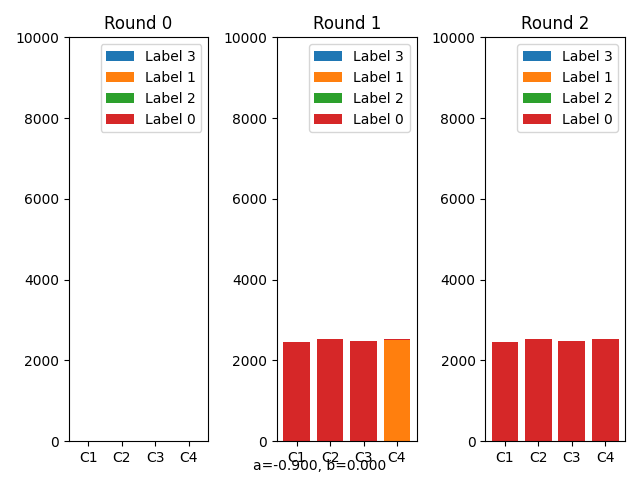 Round 0
Round 1
Round 2
10000
8000
6000
4000
2000
0
Label 3
Label 1
Label 2
Label 0
C1 C2 C3 C4
10000
8000
6000
4000
2000
0
Label 3
Label 1
Label 2
Label 0
C1 C2 C3 C4
10000
8000
6000
4000
2000
0
Label 3
Label 1
Label 2
Label 0
C1 C2 C3 C4
a=-0.900, b=0.000